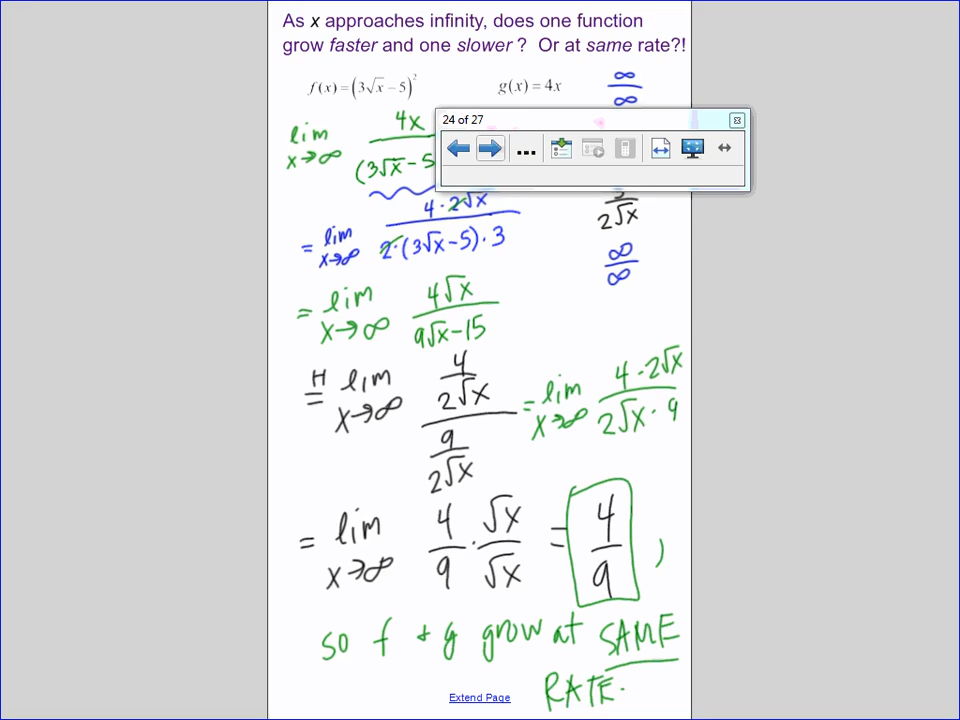 As x approaches infinity, does one function
grow faster and one slower ? Or at same rate?!
f(x) = (3√x − 5)² g(x) = 4x ∞/∞
24 of 27
lim x→∞ 4x / (3√x − 5
= lim x→∞ 4 · 2√x / 2 · (3√x − 5) · 3
2√x
∞/∞
= lim x→∞ 4√x / 9√x − 15
H= lim x→∞ 4/2√x / 9/2√x = lim x→∞ 4 · 2√x / 2√x · 9
= lim x→∞ 4/9 · √x/√x = 4/9 ,
so f + g grow at SAME
RATE.
Extend Page